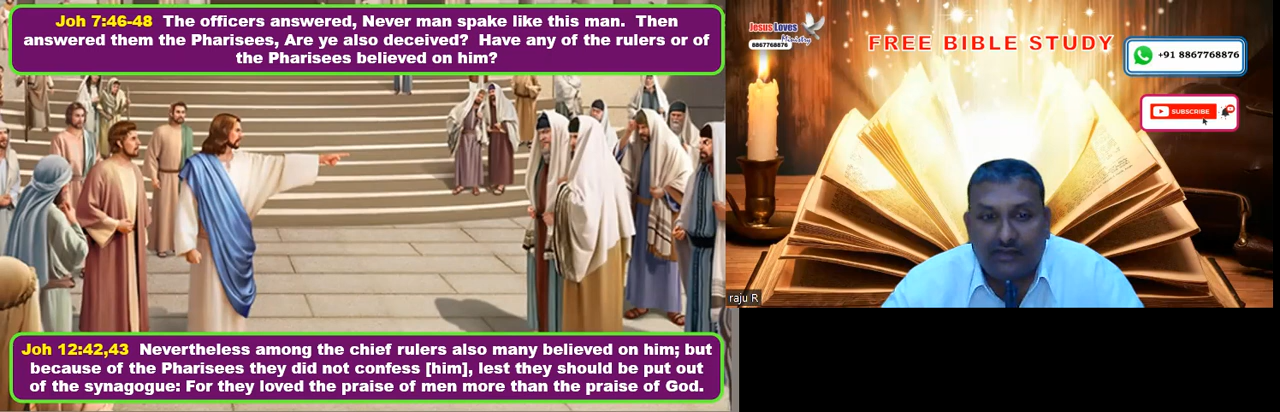 Joh 7:46-48 The officers answered, Never man spake like this man. Then
answered them the Pharisees, Are ye also deceived? Have any of the rulers or of
the Pharisees believed on him?
Joh 12:42,43 Nevertheless among the chief rulers also many believed on him; but
because of the Pharisees they did not confess [him], lest they should be put out
of the synagogue: For they loved the praise of men more than the praise of God.
Jesus Loves
Ministry
8867768876
FREE BIBLE STUDY
+91 8867768876
SUBSCRIBE
raju R